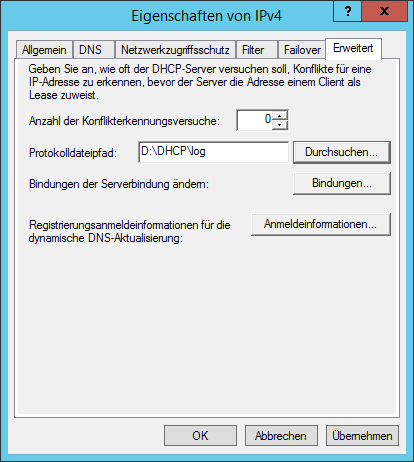 Eigenschaften von IPv4
? x
Allgemein DNS Netzwerkzugriffsschutz Filter Failover Erweitert
Geben Sie an, wie oft der DHCP-Server versuchen soll, Konflikte für eine
IP-Adresse zu erkennen, bevor der Server die Adresse einem Client als
Lease zuweist.
Anzahl der Konflikterkennungsversuche: 0
Protokolldateipfad: D:\DHCP\log Durchsuchen...
Bindungen der Serverbindung ändern: Bindungen...
Registrierungsanmeldeinformationen für die
dynamische DNS-Aktualisierung:
Anmeldeinformationen...
OK Abbrechen Übernehmen